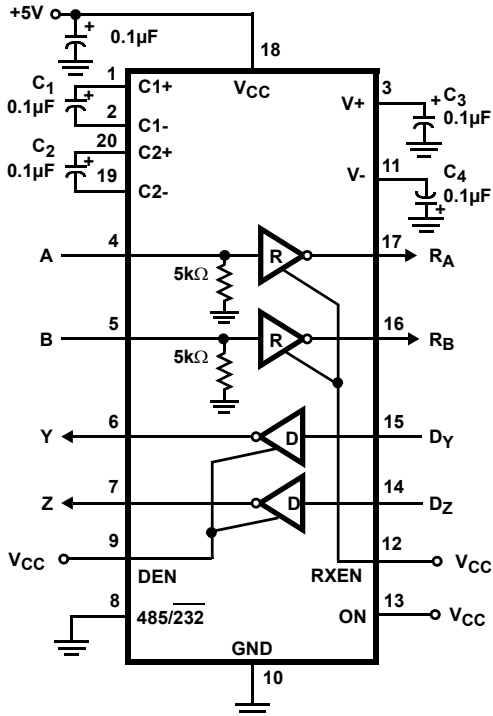 +5V
+
0.1µF
18
1
C1+
VCC
C1
0.1µF
+
2
C1-
3
V+
+
C3
0.1µF
20
C2+
C2
0.1µF
+
19
C2-
11
V-
C4
0.1µF
+
A
4
R
17
RA
5kΩ
B
5
R
16
RB
5kΩ
Y
6
D
15
DY
Z
7
D
14
DZ
VCC
9
DEN
RXEN
12
VCC
8
485/232
ON
13
VCC
GND
10